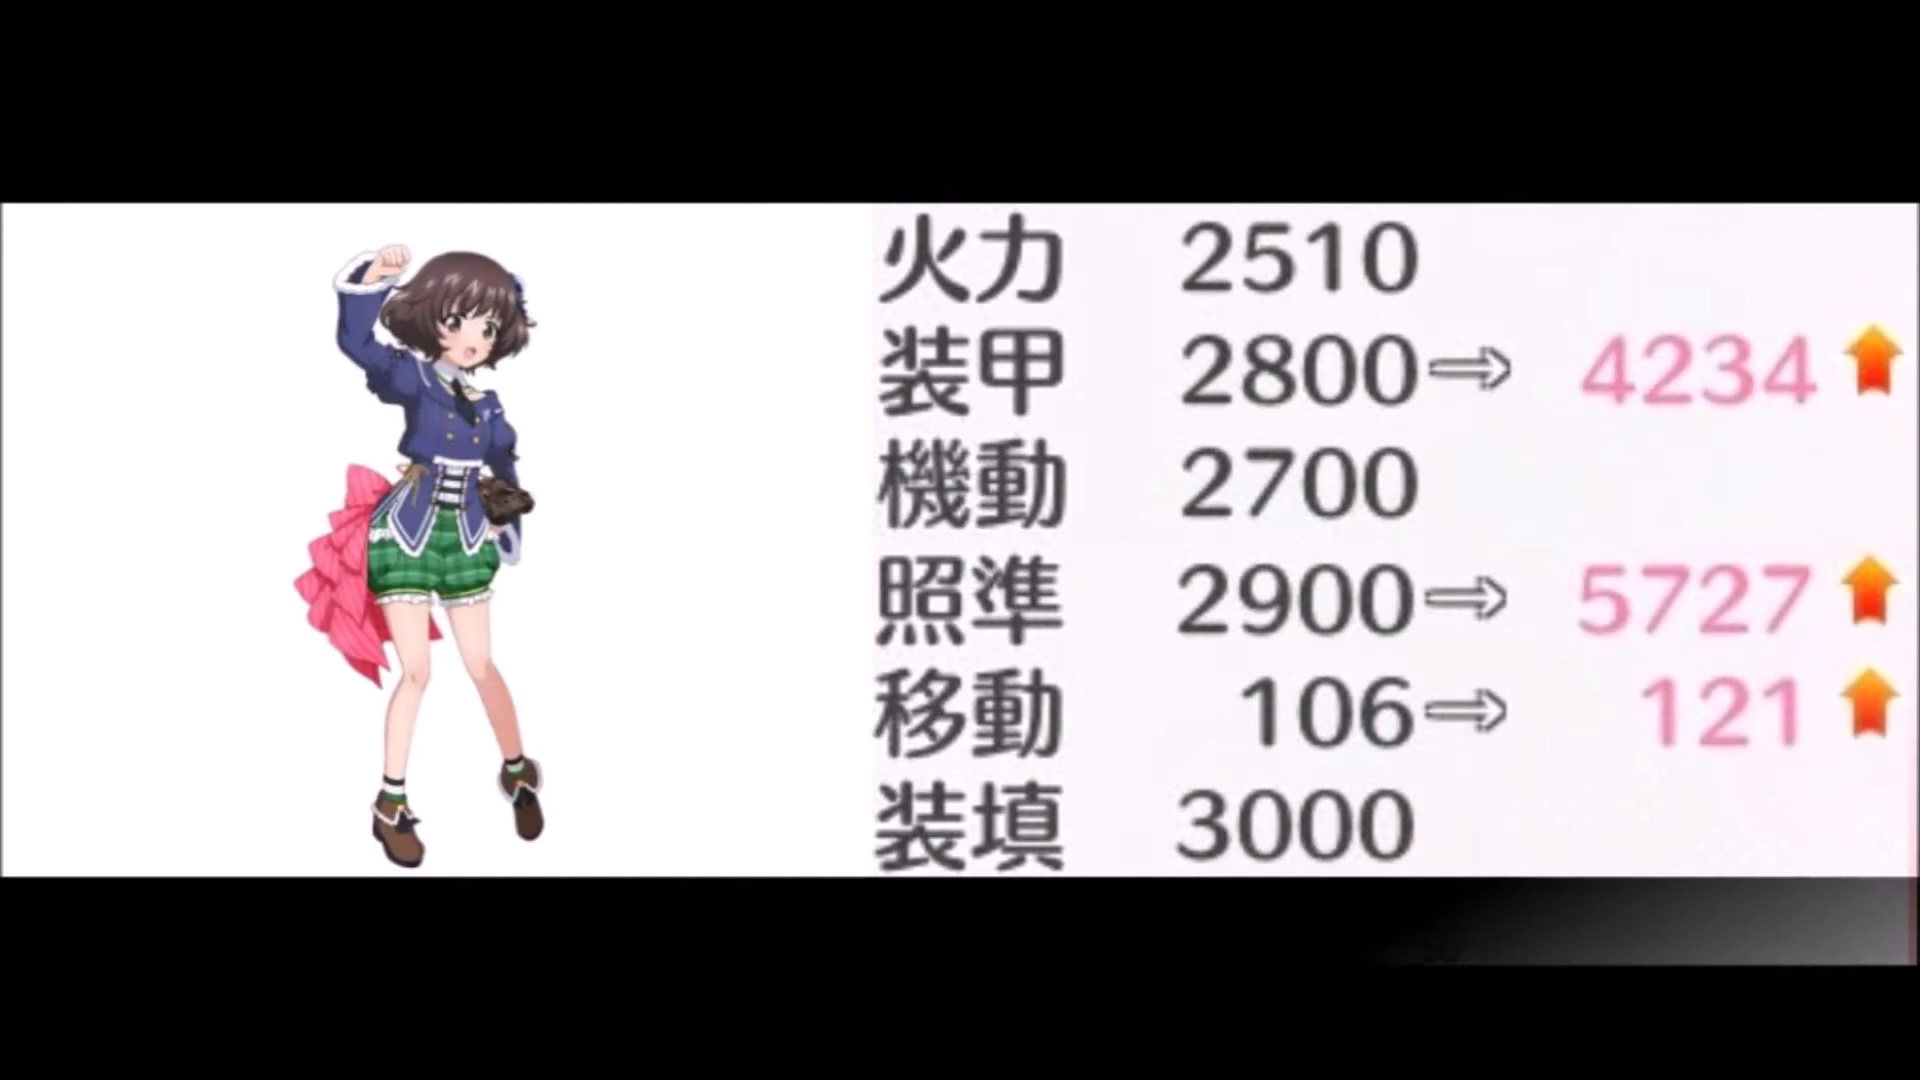 火力 2510
装甲 2800⇨ 4234
機動 2700
照準 2900⇨ 5727
移動 106⇨ 121
装填 3000